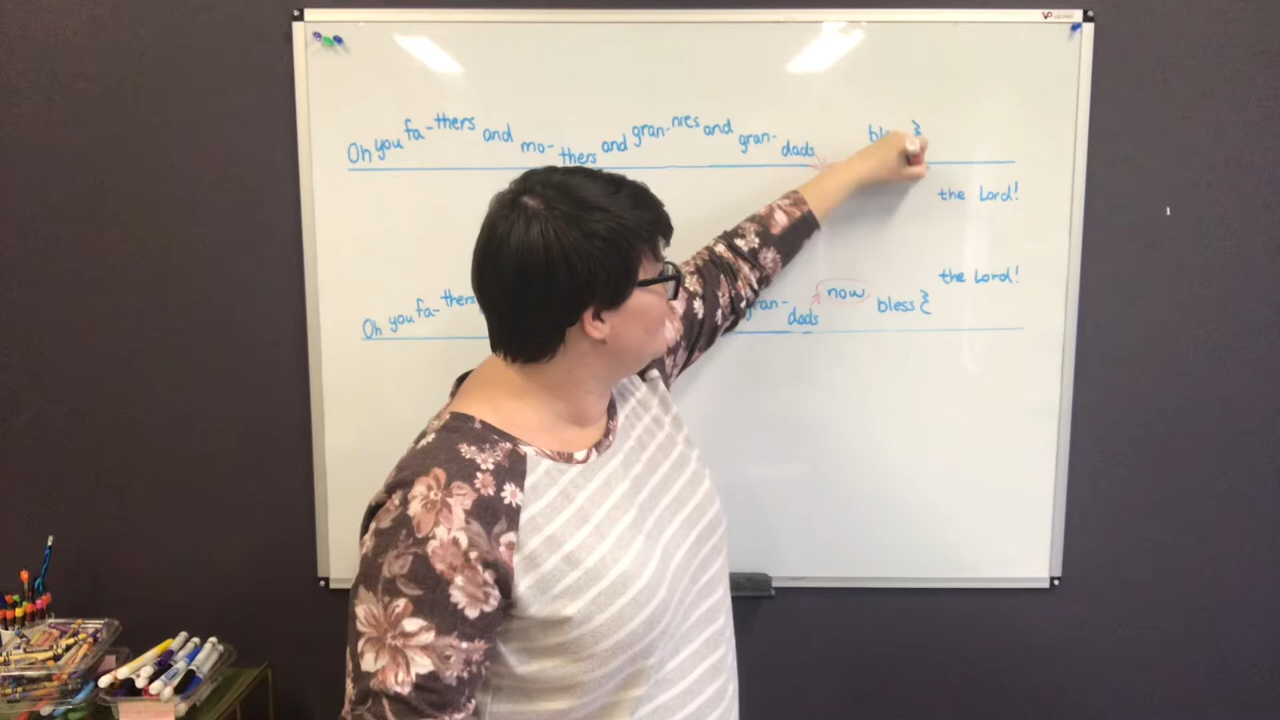 Oh you fa-thers and mo-thers and gran-nies and gran-dads
the Lord!
the Lord!
Oh you fa-thers gran-dads now bless